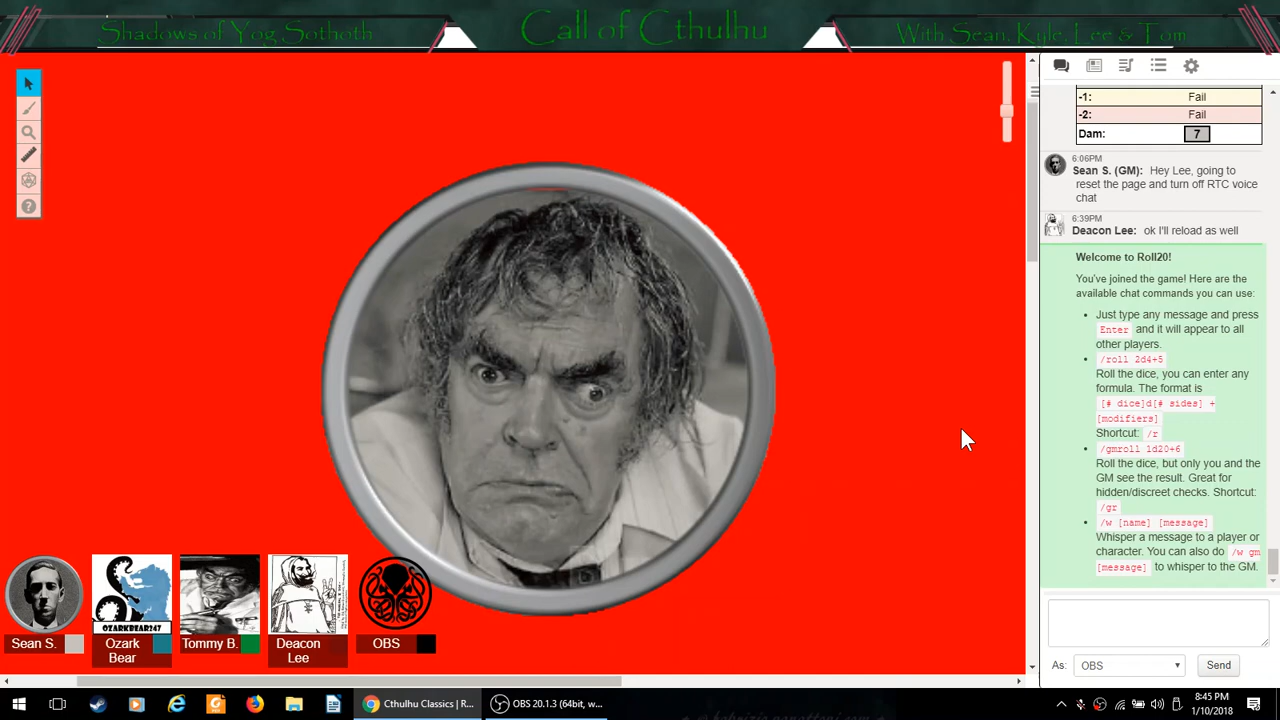 Shadows of Yog Sothoth
Call of Cthulhu
With Sean, Kyle, Lee & Tom
-1: Fail
-2: Fail
Dam: 7
6:06PM
Sean S. (GM): Hey Lee, going to
reset the page and turn off RTC voice
chat
6:39PM
Deacon Lee: ok I'll reload as well
Welcome to Roll20!
You've joined the game! Here are the
available chat commands you can use:
Just type any message and press
Enter and it will appear to all
other players.
/roll 2d4+5
Roll the dice, you can enter any
formula. The format is
[# dice]d[# sides] +
[modifiers]
Shortcut: /r
/gmroll 1d20+6
Roll the dice, but only you and the
GM see the result. Great for
hidden/discreet checks. Shortcut:
/gr
/w [name] [message]
Whisper a message to a player or
character. You can also do /w gm
[message] to whisper to the GM.
OZARKBEAR247
Sean S.
Ozark
Bear
Tommy B.
Deacon
Lee
OBS
As: OBS
Send
Cthulhu Classics | R...
OBS 20.1.3 (64bit, w...
8:45 PM
1/10/2018